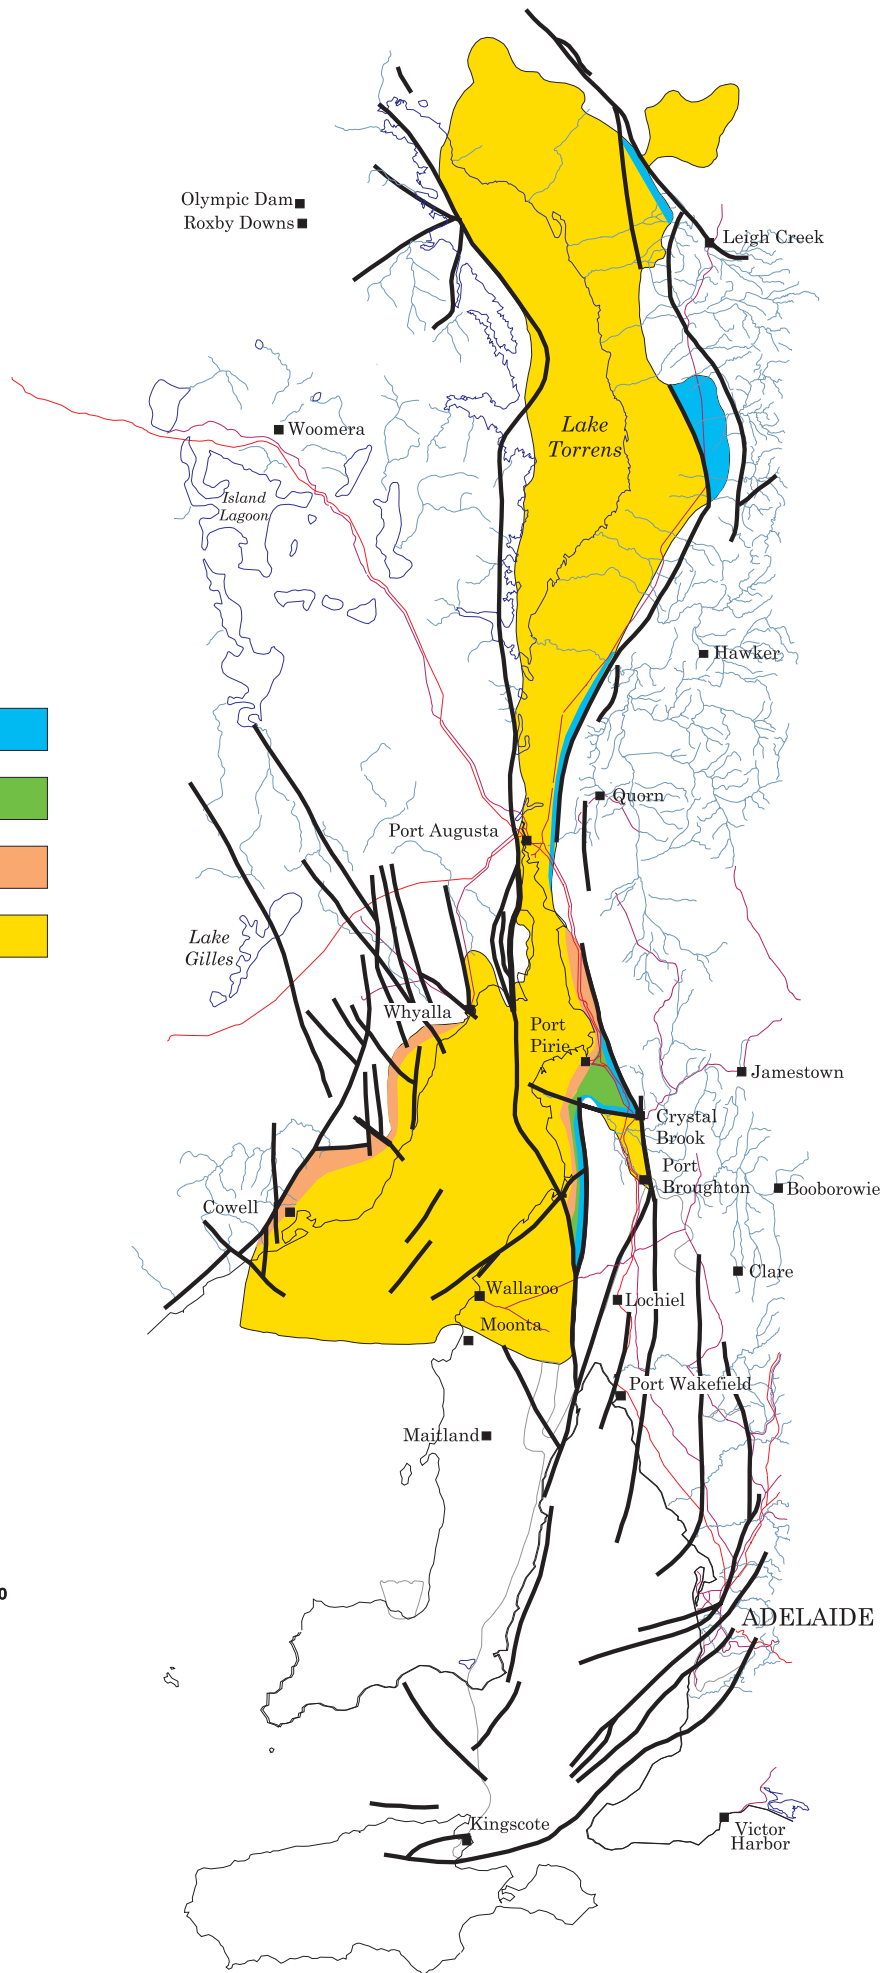 Olympic Dam
Roxby Downs
Leigh Creek
Woomera
Lake
Torrens
Island
Lagoon
Hawker
Quorn
Port Augusta
Lake
Gilles
Whyalla
Port
Pirie
Jamestown
Crystal
Brook
Port
Broughton
Booborowie
Cowell
Clare
Wallaroo
Lochiel
Moonta
Port Wakefield
Maitland
0
ADELAIDE
Kingscote
Victor
Harbor